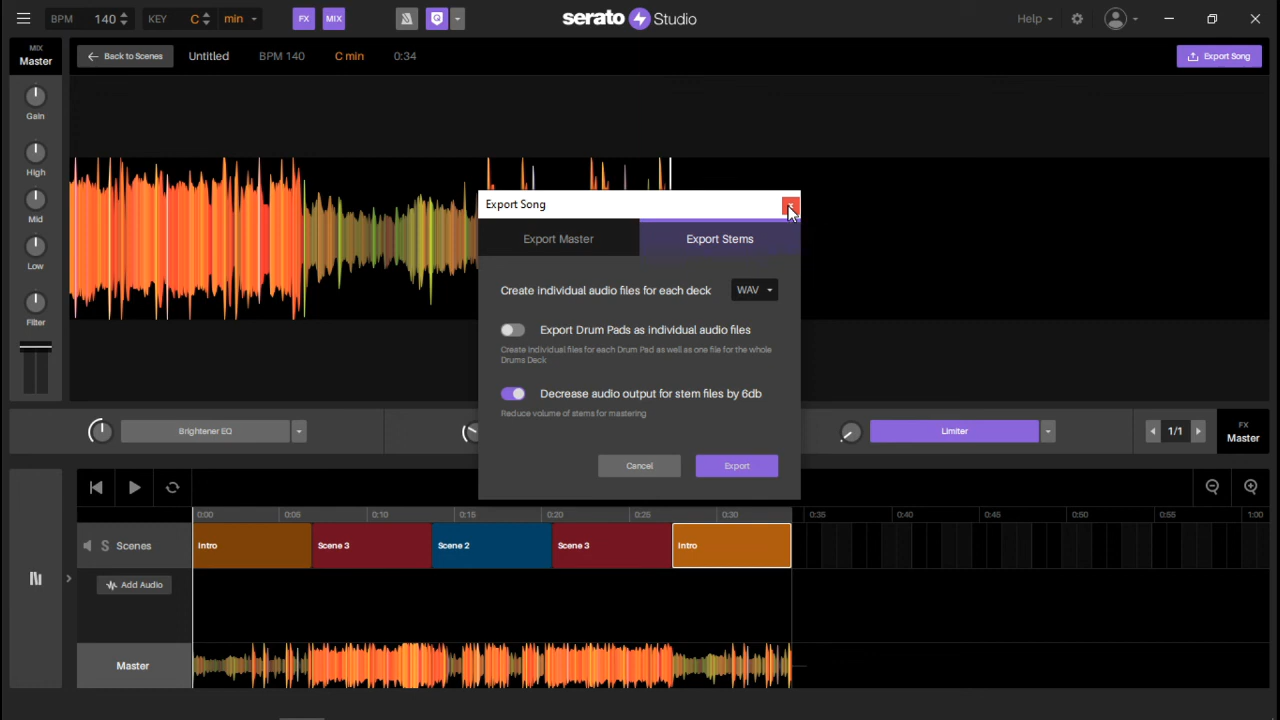 BPM 140 KEY C min FX MIX serato Studio Help
MIX
Master
Back to Scenes Untitled BPM 140 C min 0:34 Export Song
Gain
High
Mid
Low
Filter
Export Song
Export Master Export Stems
Create individual audio files for each deck WAV
Export Drum Pads as individual audio files
Create individual files for each Drum Pad as well as one file for the whole
Drums Deck
Decrease audio output for stem files by 6db
Reduce volume of stems for mastering
Cancel Export
Brightener EQ Limiter 1/1 FX
Master
0:00 0:05 0:10 0:15 0:20 0:25 0:30 0:35 0:40 0:45 0:50 0:55 1:00
S Scenes Intro Scene 3 Scene 2 Scene 3 Intro
Add Audio
Master